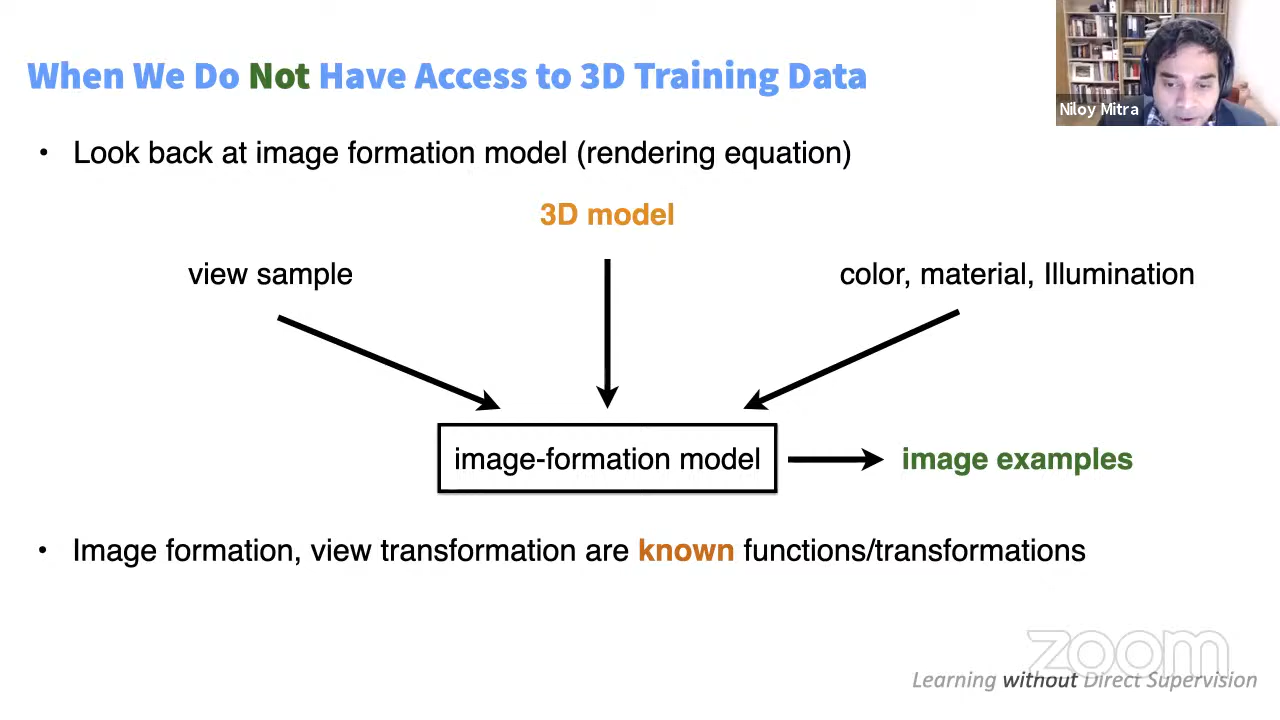 When We Do Not Have Access to 3D Training Data
Niloy Mitra
• Look back at image formation model (rendering equation)
3D model
view sample
color, material, Illumination
image-formation model
image examples
• Image formation, view transformation are known functions/transformations
zoom
Learning without Direct Supervision